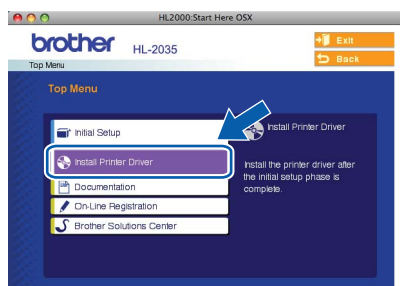 HL2000:Start Here OSX
brother HL-2035
Exit
Back
Top Menu
Top Menu
Initial Setup
Install Printer Driver
Documentation
On-Line Registration
Brother Solutions Center
Install Printer Driver
Install the printer driver after
the initial setup phase is
complete.